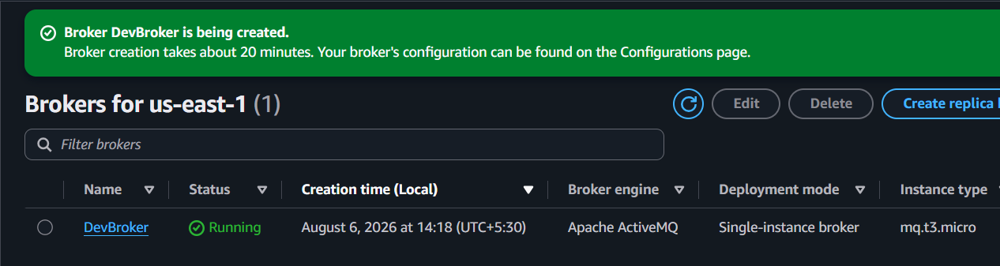 Broker DevBroker is being created.
Broker creation takes about 20 minutes. Your broker's configuration can be found on the Configurations page.
Brokers for us-east-1 (1)
Edit
Delete
Create replica
Filter brokers
Name Status Creation time (Local) Broker engine Deployment mode Instance type
DevBroker Running August 6, 2026 at 14:18 (UTC+5:30) Apache ActiveMQ Single-instance broker mq.t3.micro